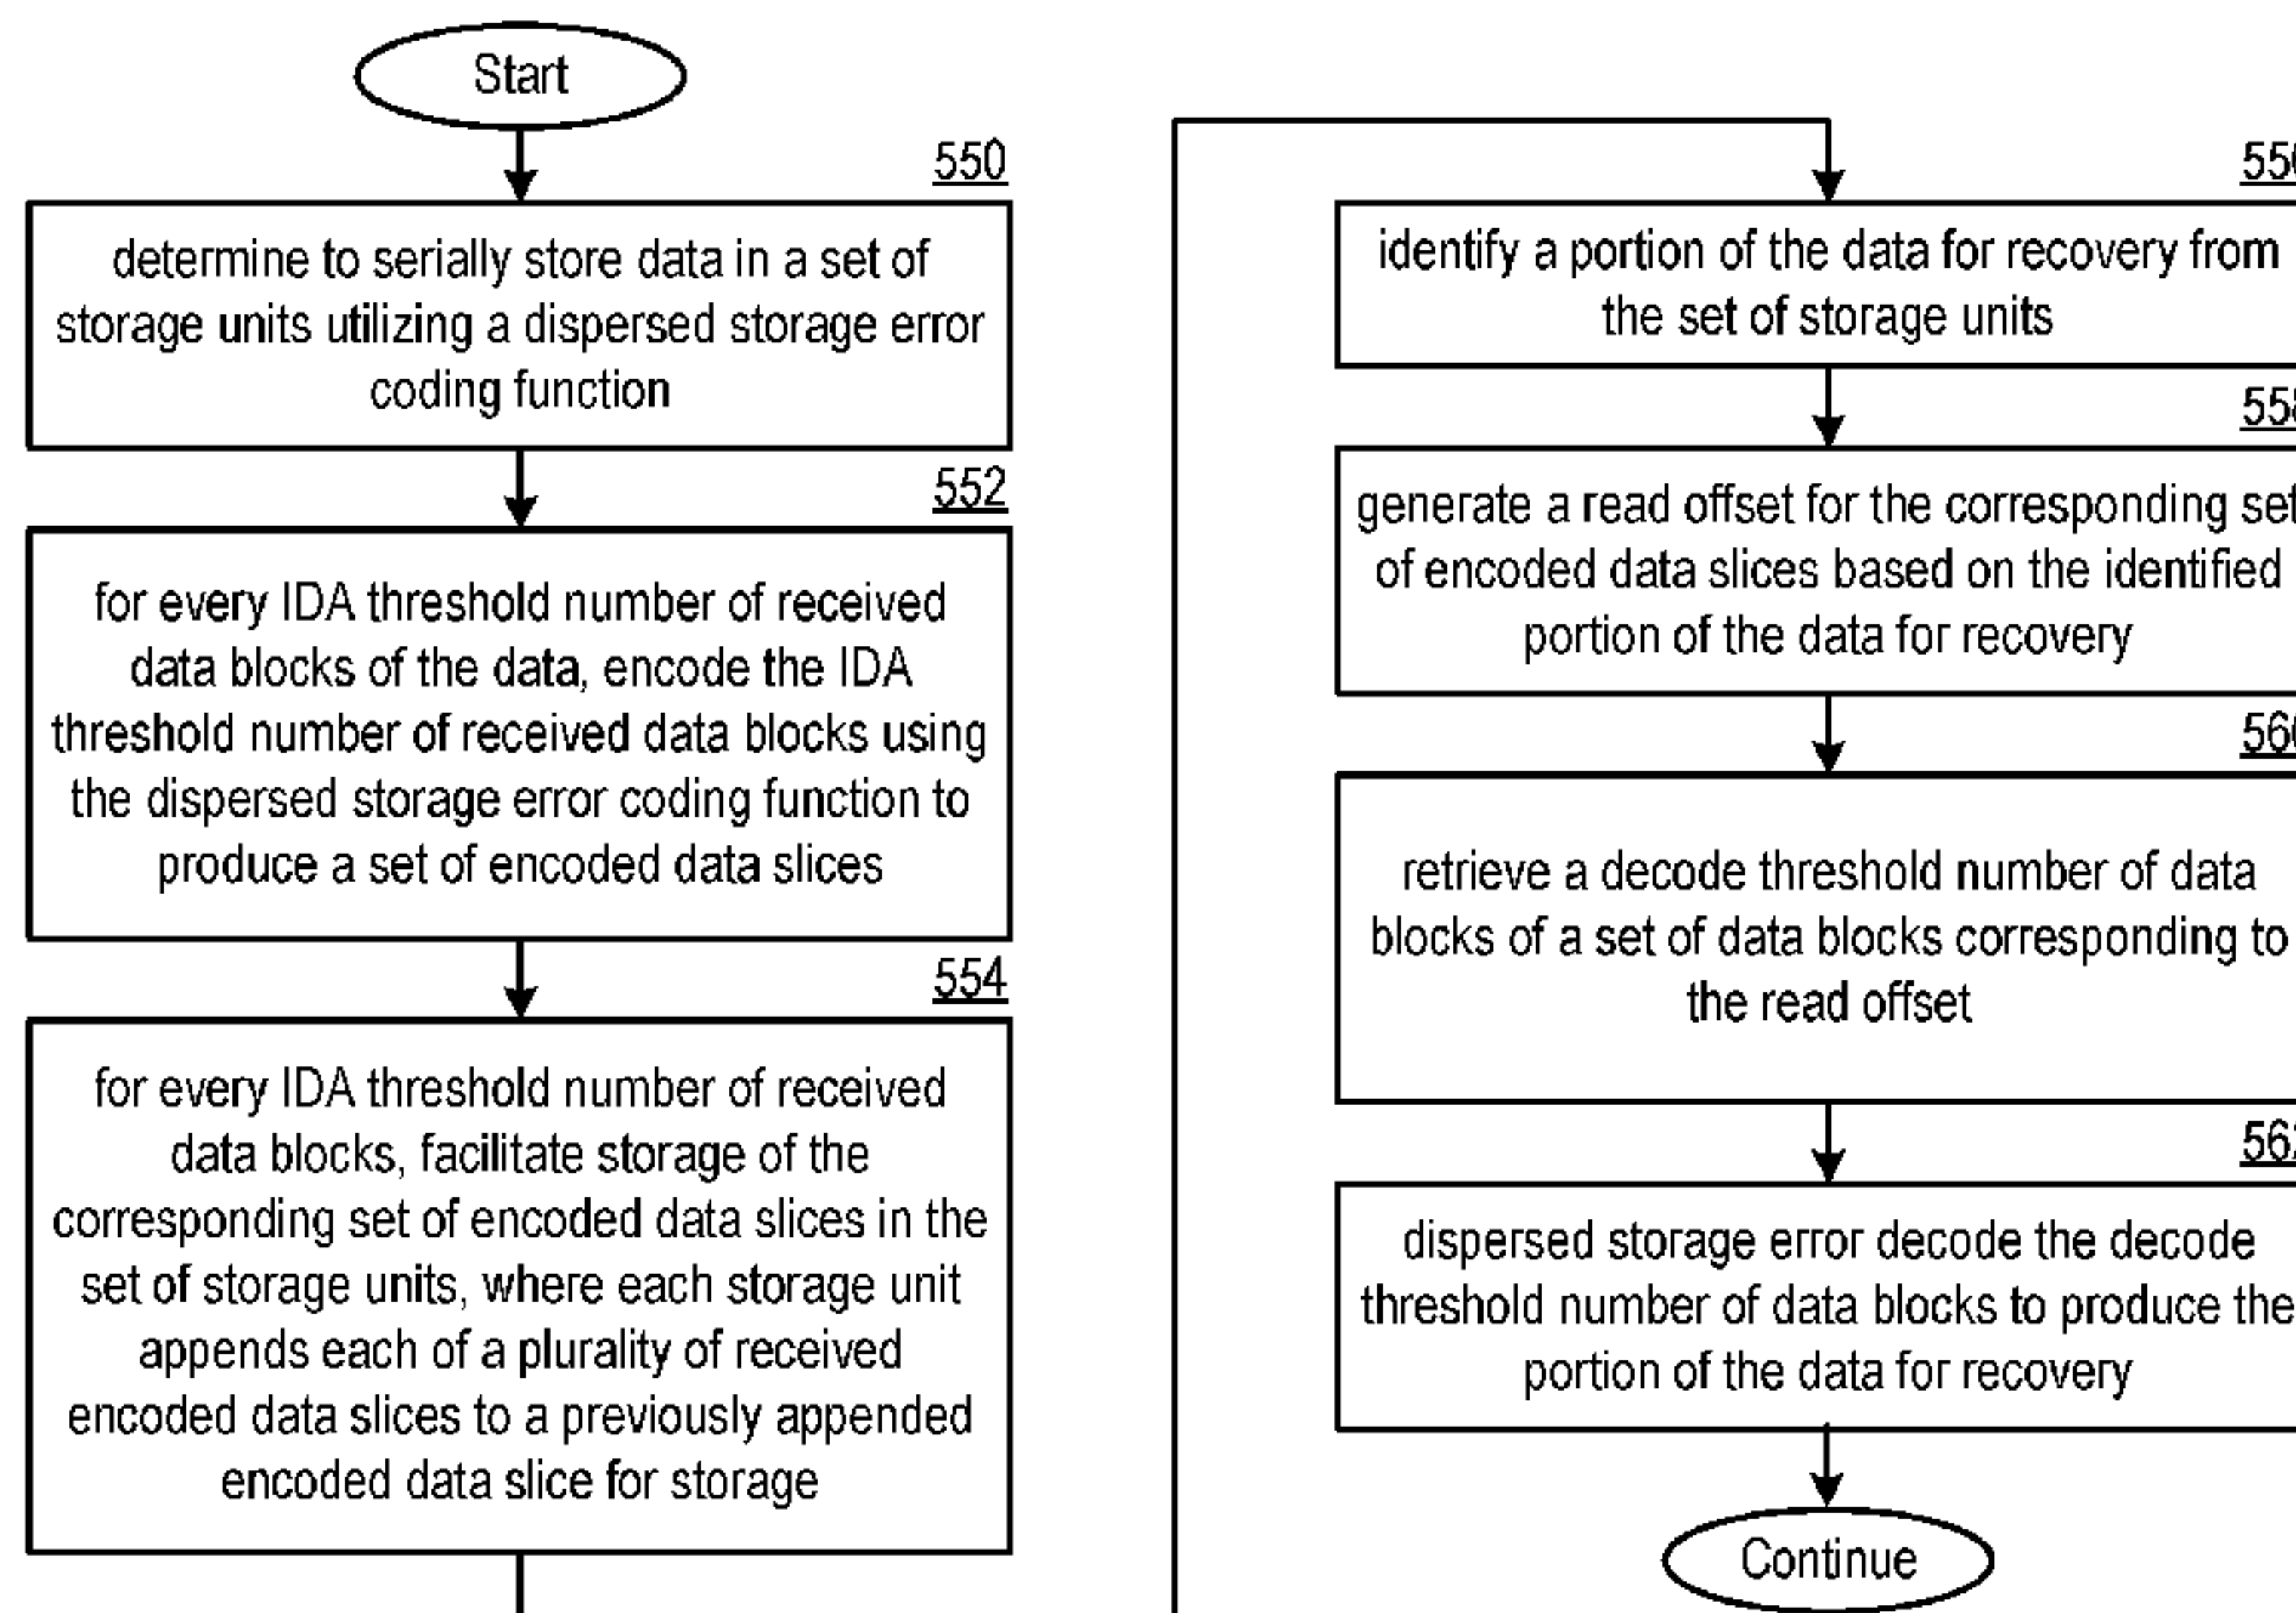 Start
550
determine to serially store data in a set of
storage units utilizing a dispersed storage error
coding function
552
for every IDA threshold number of received
data blocks of the data, encode the IDA
threshold number of received data blocks using
the dispersed storage error coding function to
produce a set of encoded data slices
554
for every IDA threshold number of received
data blocks, facilitate storage of the
corresponding set of encoded data slices in the
set of storage units, where each storage unit
appends each of a plurality of received
encoded data slices to a previously appended
encoded data slice for storage
identify a portion of the data for recovery from
the set of storage units
generate a read offset for the corresponding set
of encoded data slices based on the identified
portion of the data for recovery
retrieve a decode threshold number of data
blocks of a set of data blocks corresponding to
the read offset
dispersed storage error decode the decode
threshold number of data blocks to produce the
portion of the data for recovery
Continue